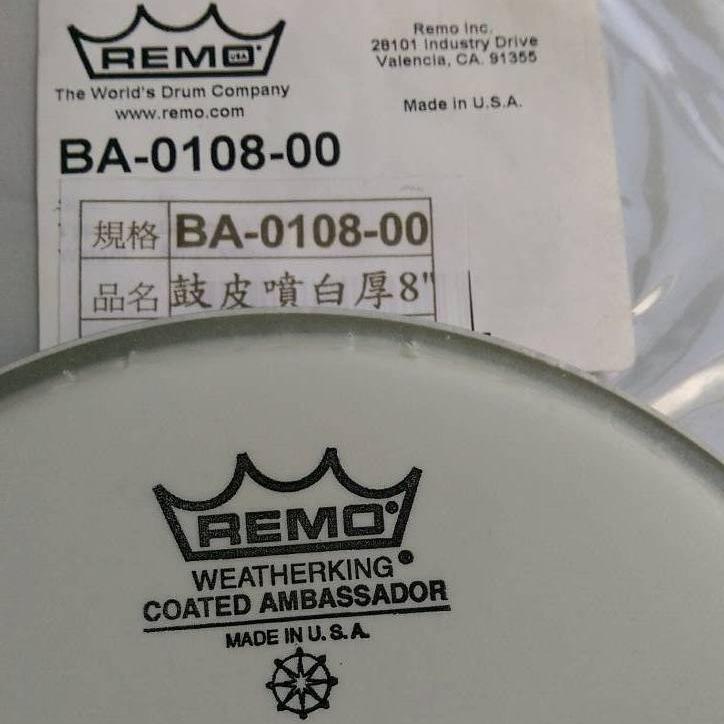 REMO USA
The World's Drum Company
www.remo.com
Remo Inc.
28101 Industry Drive
Valencia, CA. 91355
Made in U.S.A.
BA-0108-00
規格 BA-0108-00
品名 鼓皮噴白厚8"
REMO
WEATHERKING
COATED AMBASSADOR
MADE IN U.S.A.